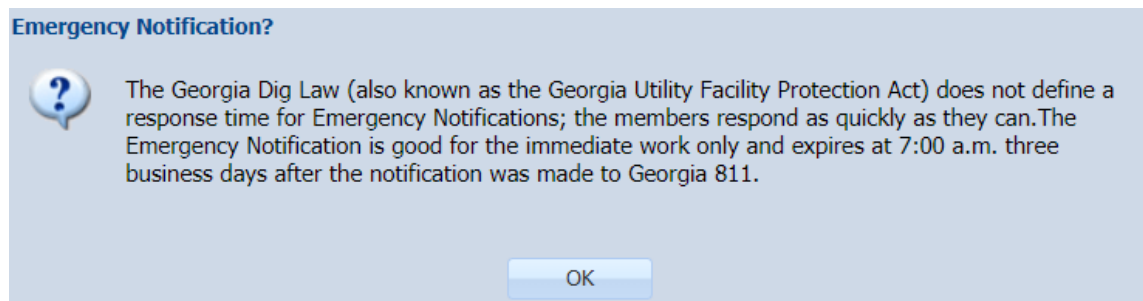 Emergency Notification?
The Georgia Dig Law (also known as the Georgia Utility Facility Protection Act) does not define a
response time for Emergency Notifications; the members respond as quickly as they can.The
Emergency Notification is good for the immediate work only and expires at 7:00 a.m. three
business days after the notification was made to Georgia 811.
OK